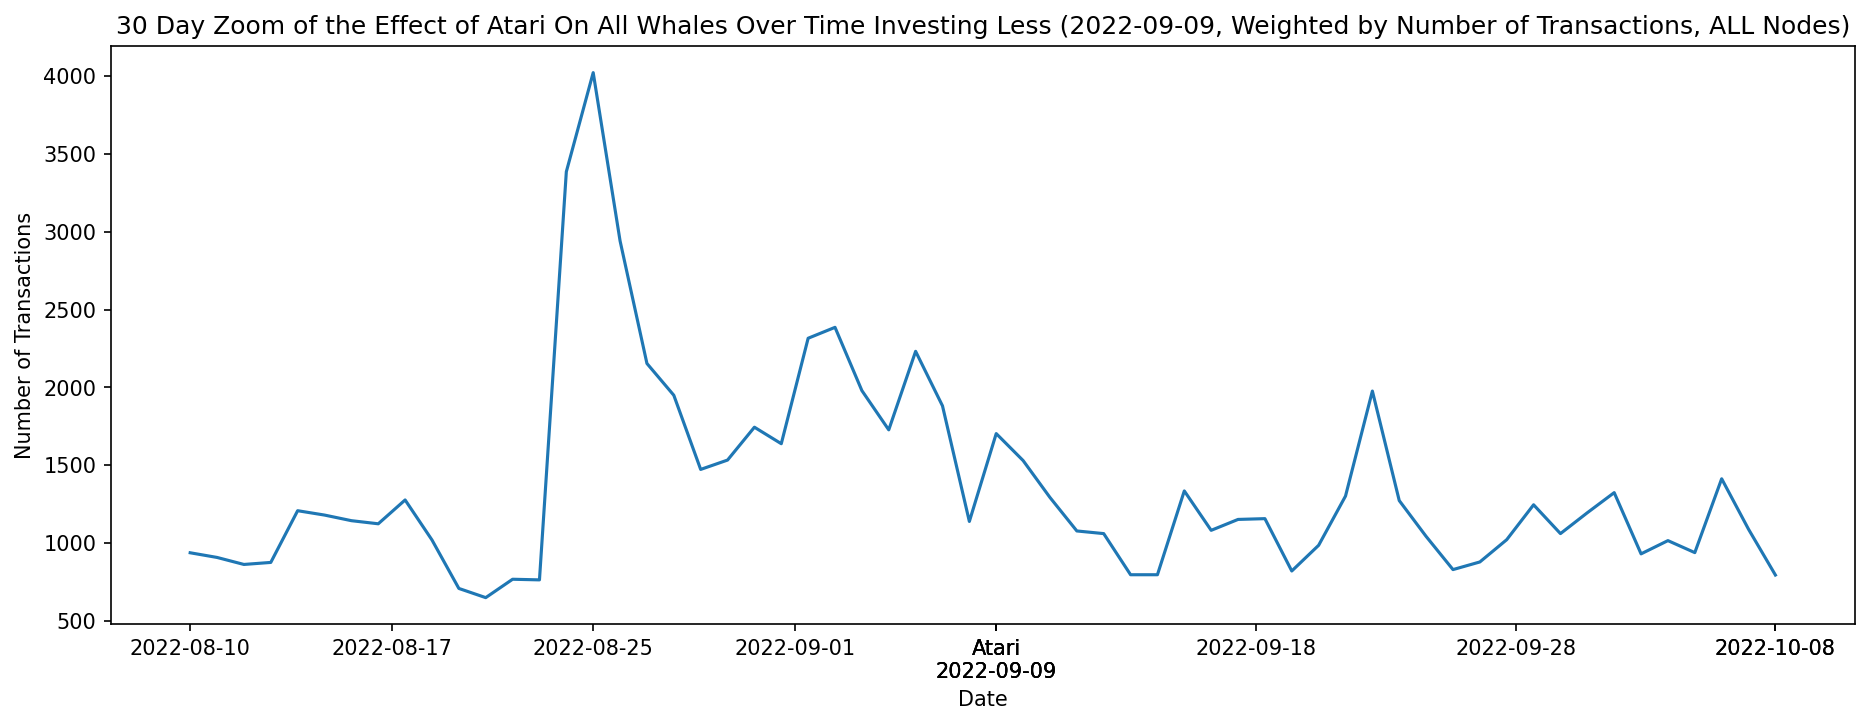 30 Day Zoom of the Effect of Atari On All Whales Over Time Investing Less (2022-09-09, Weighted by Number of Transactions, ALL Nodes)
4000
3500
3000
2500
2000
1500
1000
500
Number of Transactions
2022-08-10 2022-08-17 2022-08-25 2022-09-01 Atari 2022-09-18 2022-09-28 2022-10-08
2022-09-09
Date